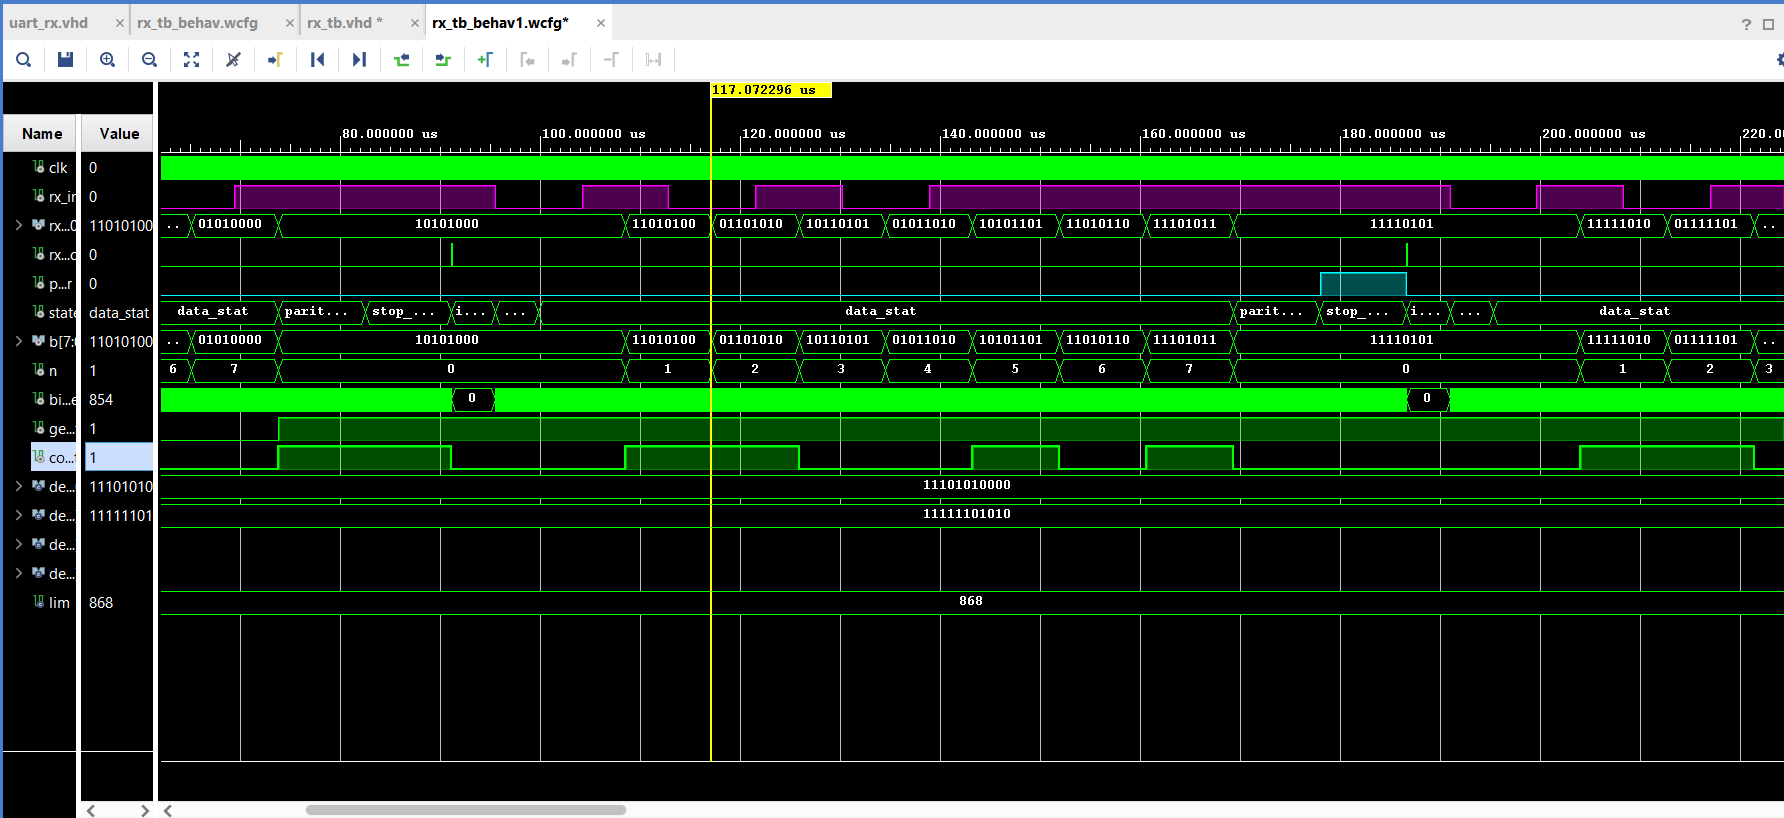 uart_rx.vhd × rx_tb_behav.wcfg × rx_tb.vhd * × rx_tb_behav1.wcfg* × ?
117.072296 us
Name Value 80.000000 us 100.000000 us 120.000000 us 140.000000 us 160.000000 us 180.000000 us 200.000000 us 220.0
clk 0
rx_ir 0
rx...0 11010100 .. 01010000 10101000 11010100 01101010 10110101 01011010 10101101 11010110 11101011 11110101 11111010 01111101 ..
rx...c 0
p...r 0
state data_stat data_stat parit... stop_... i... ... data_stat parit... stop_... i... ... data_stat
b[7: 11010100 .. 01010000 10101000 11010100 01101010 10110101 01011010 10101101 11010110 11101011 11110101 11111010 01111101 ..
n 1 6 7 0 1 2 3 4 5 6 7 0 1 2 3
bi...e 854 0 0
ge... 1
co...t 1
de... 11101010 11101010000
de... 11111101 11111101010
de...
de...
lim 868 868